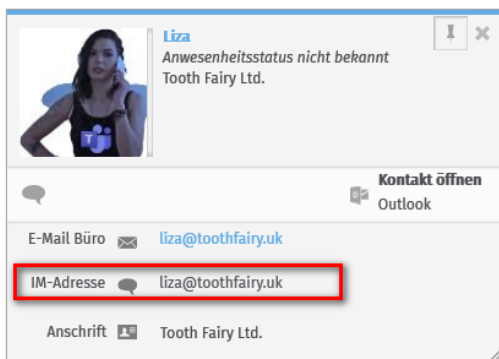 Liza
Anwesenheitsstatus nicht bekannt
Tooth Fairy Ltd.
Kontakt öffnen
Outlook
E-Mail Büro liza@toothfairy.uk
IM-Adresse liza@toothfairy.uk
Anschrift Tooth Fairy Ltd.